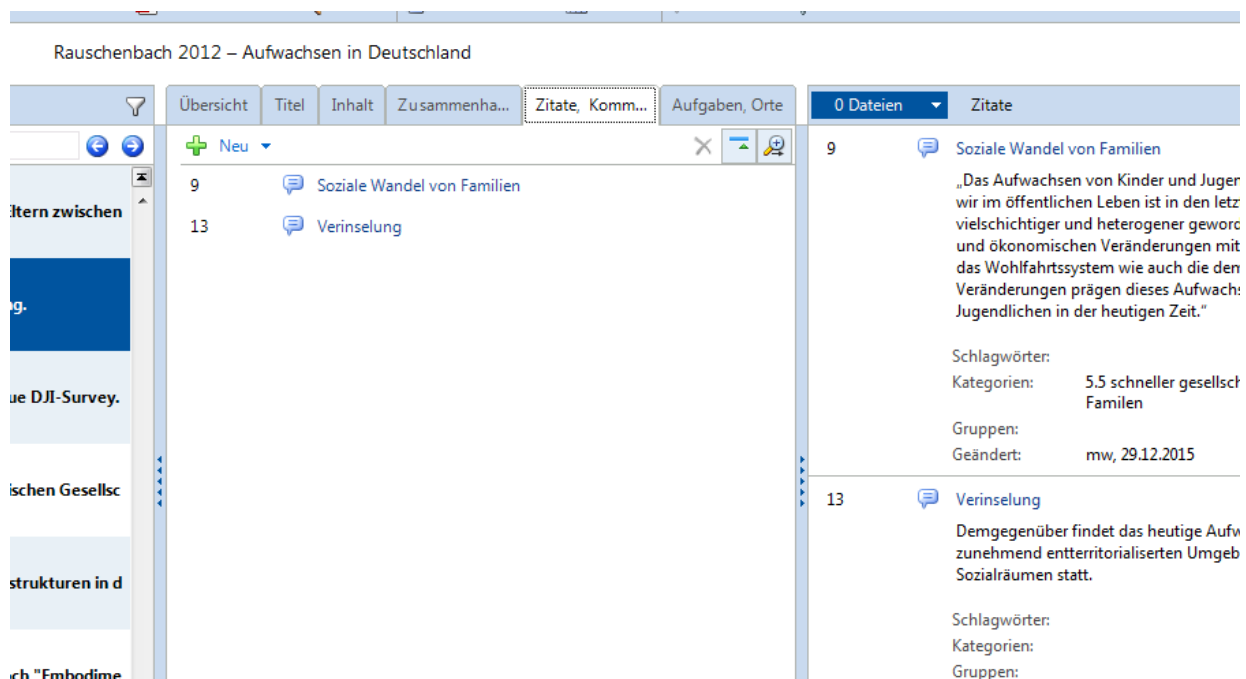 Rauschenbach 2012 – Aufwachsen in Deutschland
Eltern zwischen
ng.
ue DJI-Survey.
ischen Gesellsc
strukturen in d
ch "Embodime
Übersicht Titel Inhalt Zusammenha... Zitate, Komm... Aufgaben, Orte
Neu
9 Soziale Wandel von Familien
13 Verinselung
0 Dateien Zitate
9 Soziale Wandel von Familien
„Das Aufwachsen von Kinder und Jugen
wir im öffentlichen Leben ist in den letz
vielschichtiger und heterogener geword
und ökonomischen Veränderungen mit
das Wohlfahrtssystem wie auch die dem
Veränderungen prägen dieses Aufwachs
Jugendlichen in der heutigen Zeit.“
Schlagwörter:
Kategorien: 5.5 schneller gesellsch
Familen
Gruppen:
Geändert: mw, 29.12.2015
13 Verinselung
Demgegenüber findet das heutige Aufw
zunehmend entterritorialiserten Umgeb
Sozialräumen statt.
Schlagwörter:
Kategorien:
Gruppen: